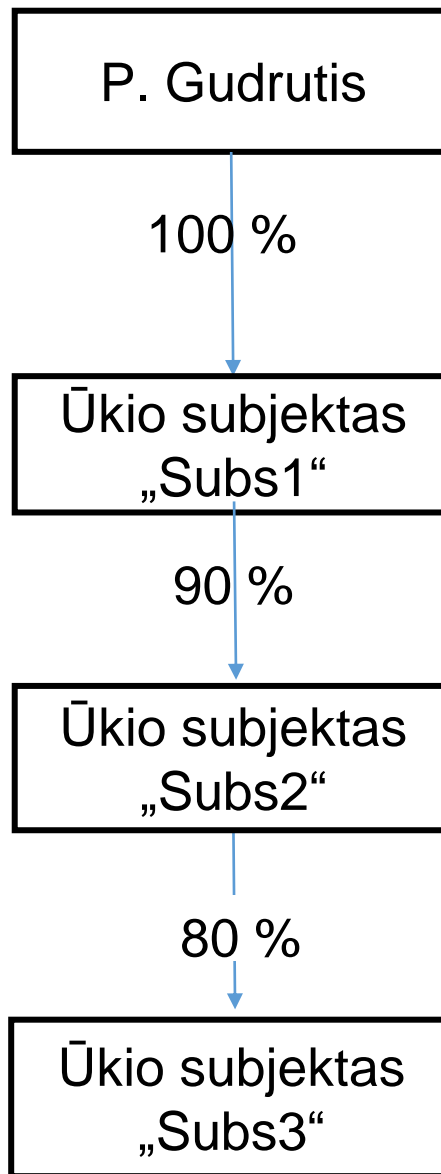 P. Gudrutis
100 %
Ūkio subjektas
„Subs1“
90 %
Ūkio subjektas
„Subs2“
80 %
Ūkio subjektas
„Subs3“